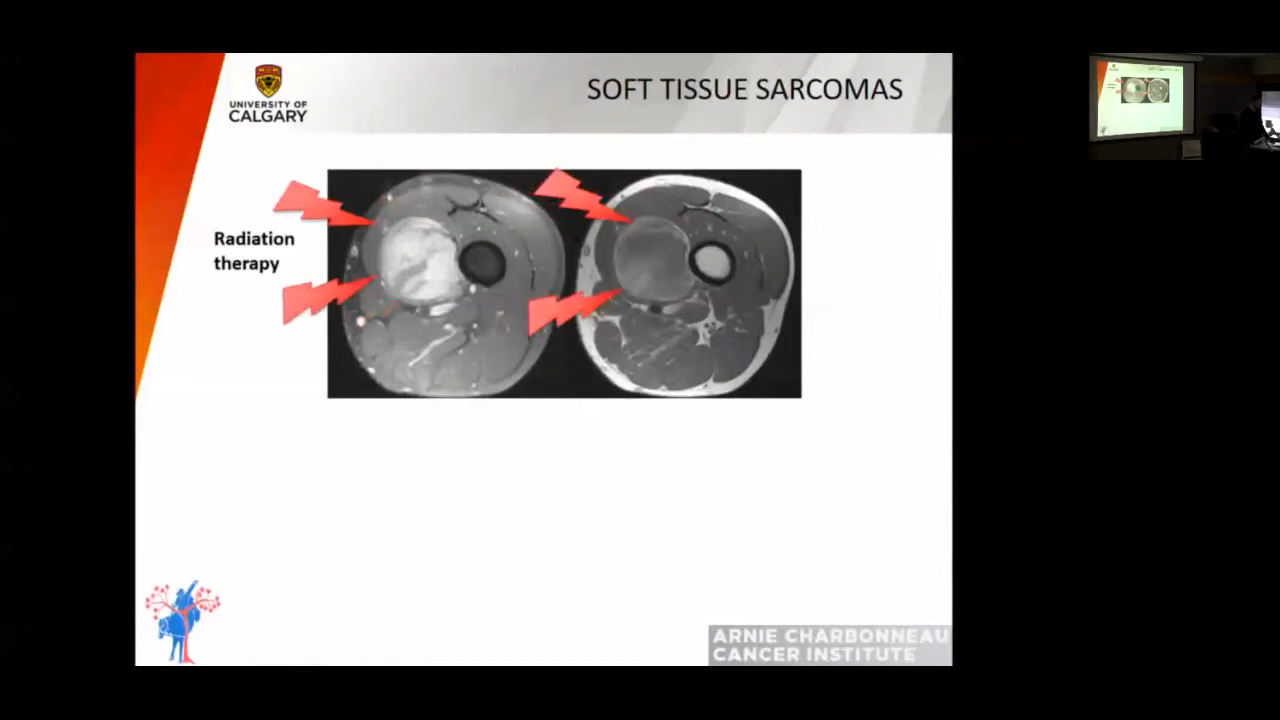 UNIVERSITY OF
CALGARY
SOFT TISSUE SARCOMAS
Radiation
therapy
ARNIE CHARBONNEAU
CANCER INSTITUTE